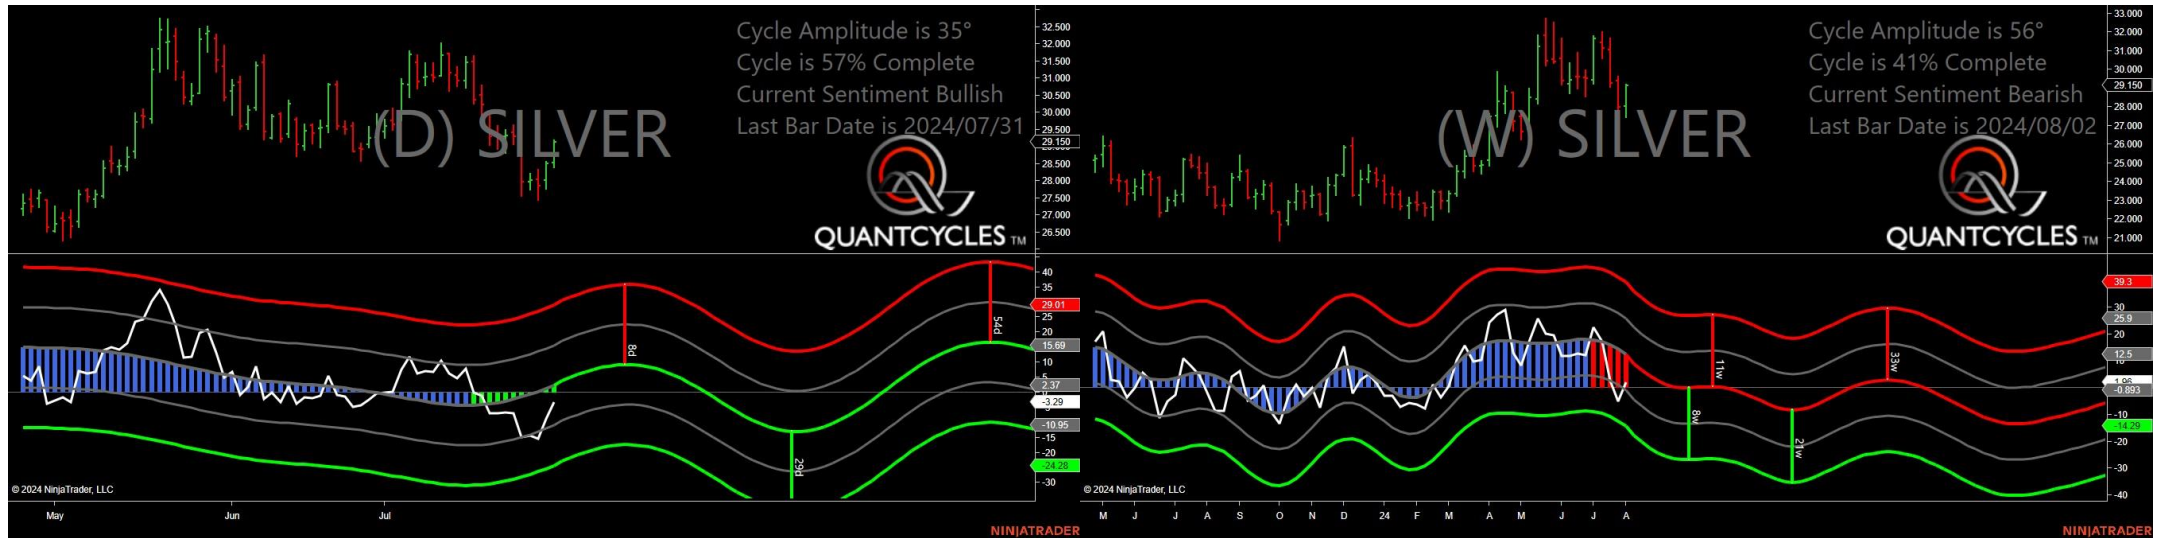 Cycle Amplitude is 35°
Cycle is 57% Complete
Current Sentiment Bullish
Last Bar Date is 2024/07/31
(D) SILVER
QUANTCYCLES TM
32.500
32.000
31.500
31.000
30.500
30.000
29.500
29.150
28.500
28.000
27.500
27.000
26.500
40
35
29.01
25
20
15.69
10
2.37
-3.29
-10.95
-15
-20
-24.28
-30
8d
29d
54d
© 2024 NinjaTrader, LLC
May Jun Jul
NINJATRADER
Cycle Amplitude is 56°
Cycle is 41% Complete
Current Sentiment Bearish
Last Bar Date is 2024/08/02
(W) SILVER
QUANTCYCLES TM
33.000
32.000
31.000
30.000
29.150
28.000
27.000
26.000
25.000
24.000
23.000
22.000
21.000
39.3
30
25.9
20
12.5
1.96
-0.893
-10
-14.29
-20
-30
-40
11w
8w
21w
33w
© 2024 NinjaTrader, LLC
M J J A S O N D 24 F M A M J J A
NINJATRADER